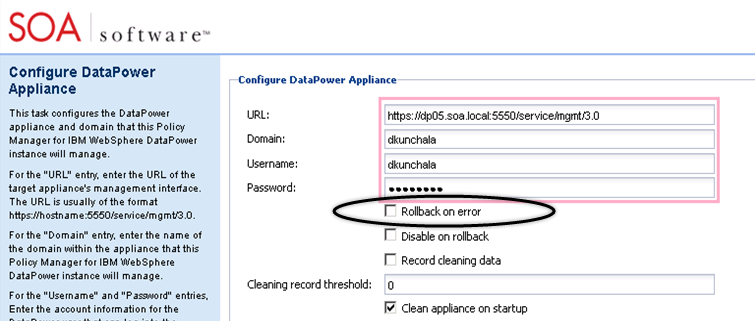 SOA software™
Configure DataPower
Appliance
This task configures the DataPower
appliance and domain that this Policy
Manager for IBM WebSphere DataPower
instance will manage.
For the "URL" entry, enter the URL of the
target appliance's management interface.
The URL is usually of the format
https://hostname:5550/service/mgmt/3.0.
For the "Domain" entry, enter the name of
the domain within the appliance that this
Policy Manager for IBM WebSphere
DataPower instance will manage.
For the "Username" and "Password" entries,
Enter the account information for the
Configure DataPower Appliance
URL: https://dp05.soa.local:5550/service/mgmt/3.0
Domain: dkunchala
Username: dkunchala
Password: ●●●●●●●●
Rollback on error
Disable on rollback
Record cleaning data
Cleaning record threshold: 0
Clean appliance on startup